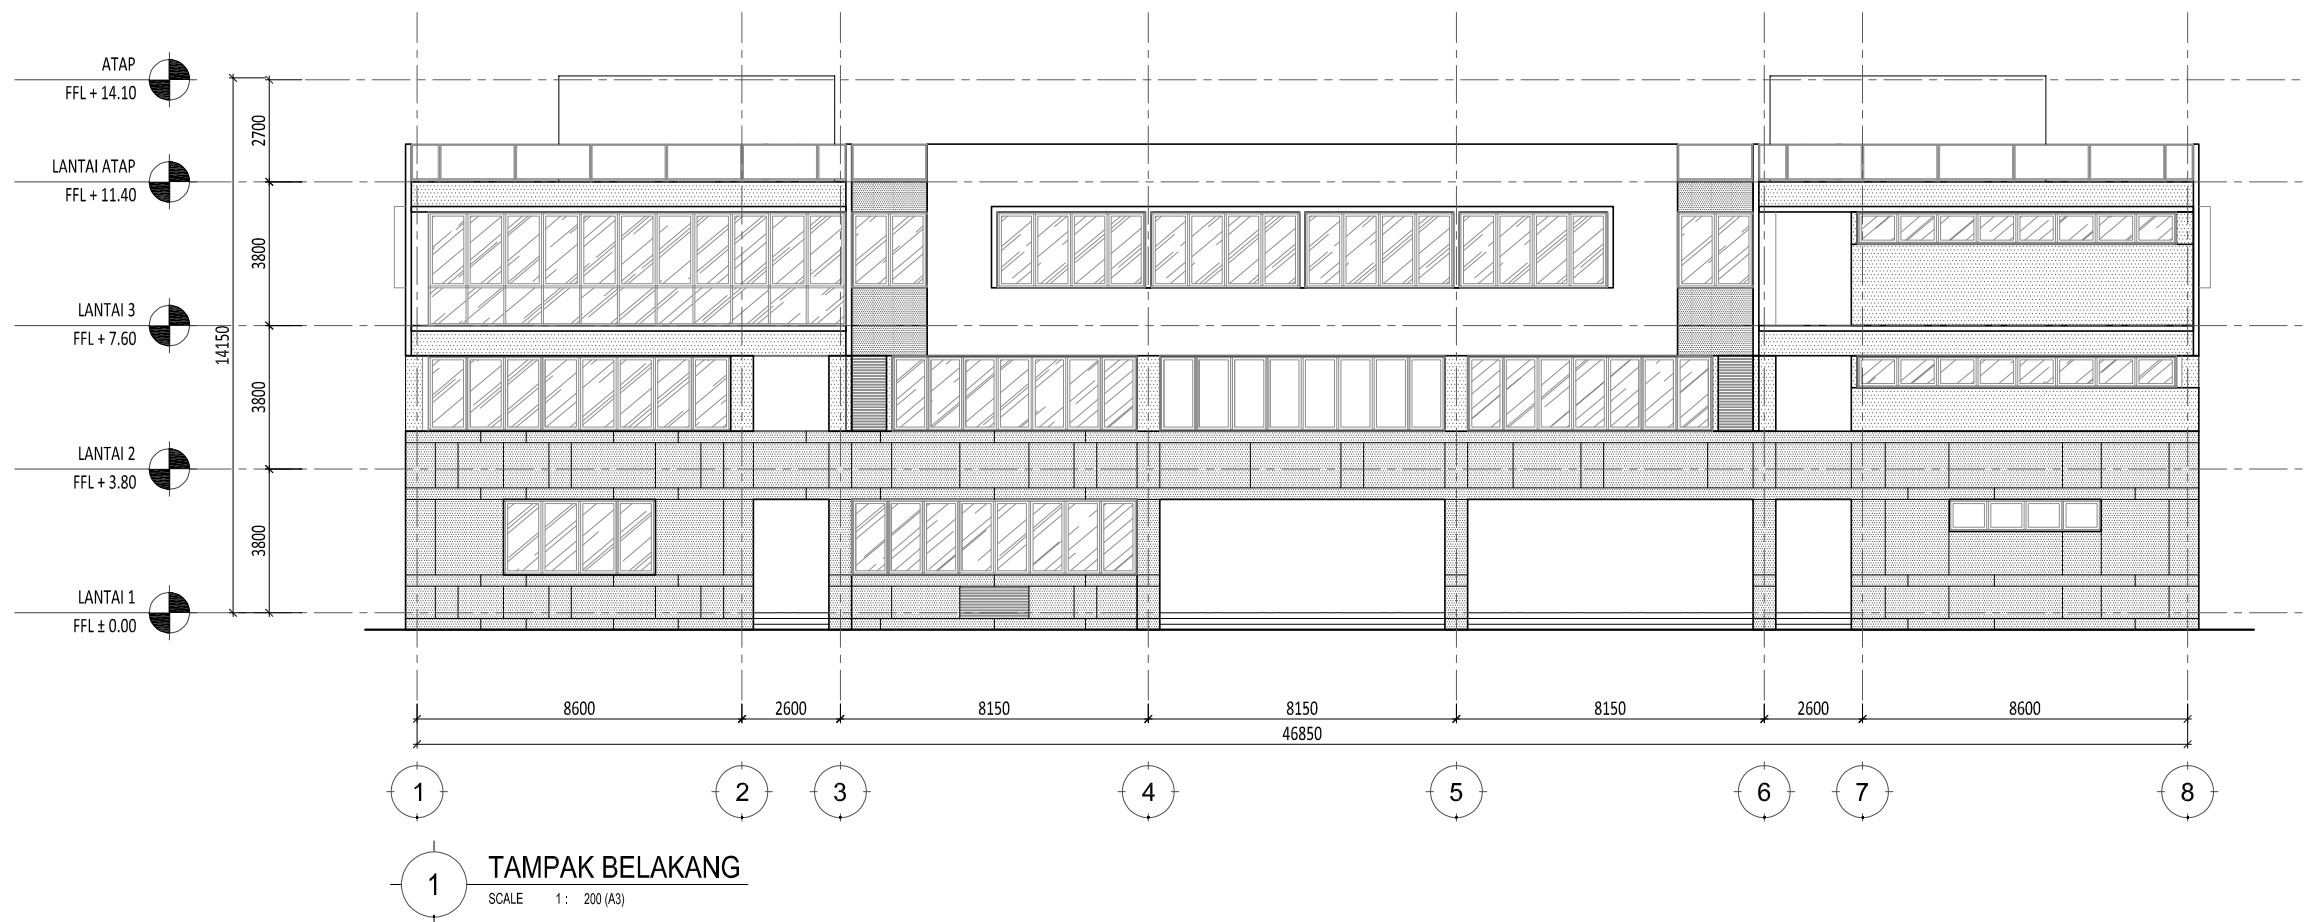 ATAP
FFL + 14.10
LANTAI ATAP
FFL + 11.40
LANTAI 3
FFL + 7.60
LANTAI 2
FFL + 3.80
LANTAI 1
FFL ± 0.00
14150
2700
3800
3800
3800
8600 2600 8150 8150 8150 2600 8600
46850
1 2 3 4 5 6 7 8
1 TAMPAK BELAKANG
SCALE 1 : 200 (A3)